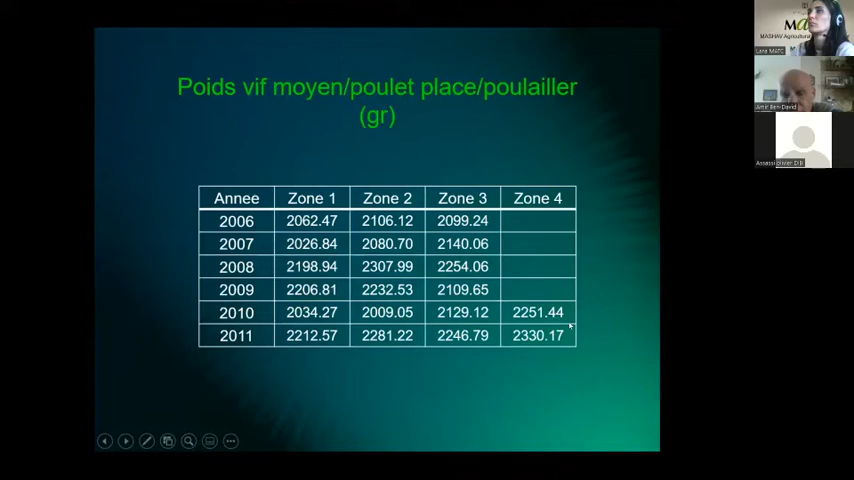 Poids vif moyen/poulet place/poulailler
(gr)
Annee Zone 1 Zone 2 Zone 3 Zone 4
2006 2062.47 2106.12 2099.24
2007 2026.84 2080.70 2140.06
2008 2198.94 2307.99 2254.06
2009 2206.81 2232.53 2109.65
2010 2034.27 2009.05 2129.12 2251.44
2011 2212.57 2281.22 2246.79 2330.17
MASHAV Agricultural